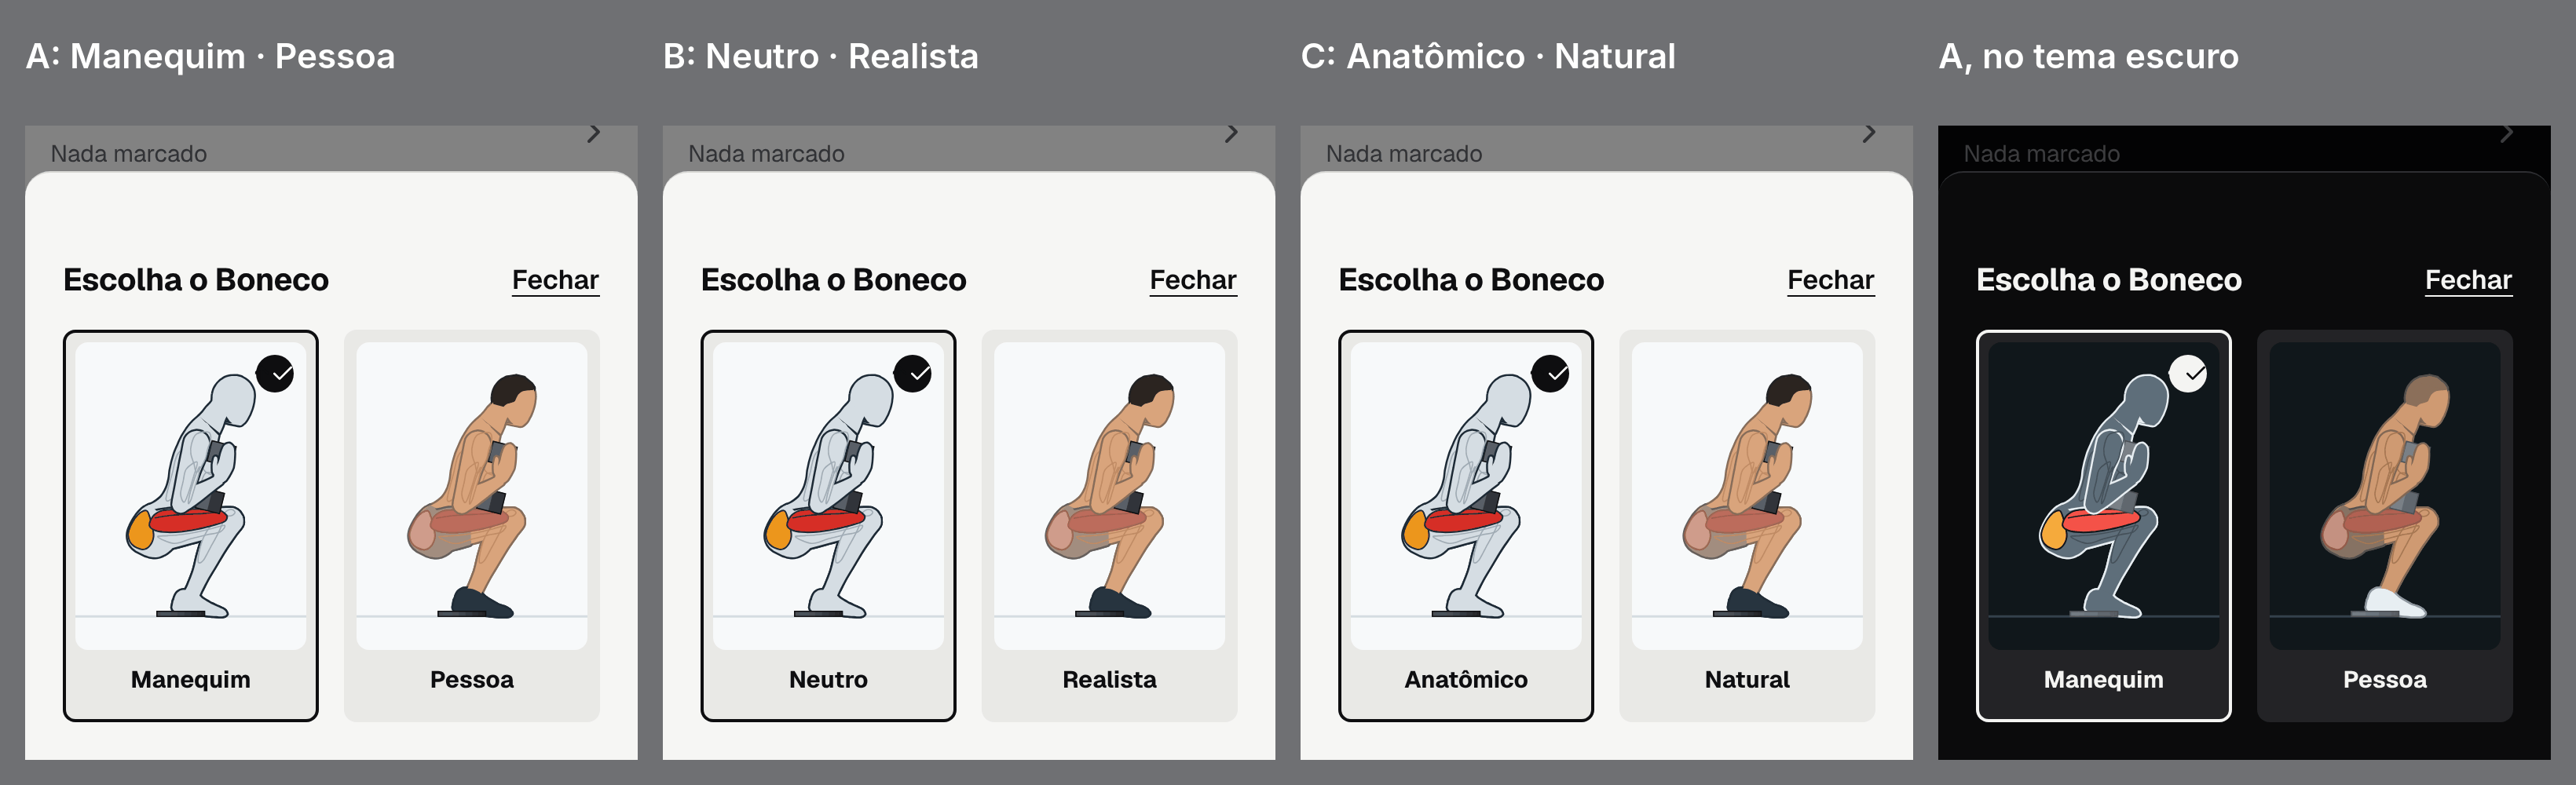 A: Manequim · Pessoa
Nada marcado
Escolha o Boneco
Fechar
Manequim
Pessoa
B: Neutro · Realista
Nada marcado
Escolha o Boneco
Fechar
Neutro
Realista
C: Anatômico · Natural
Nada marcado
Escolha o Boneco
Fechar
Anatômico
Natural
A, no tema escuro
Nada marcado
Escolha o Boneco
Fechar
Manequim
Pessoa